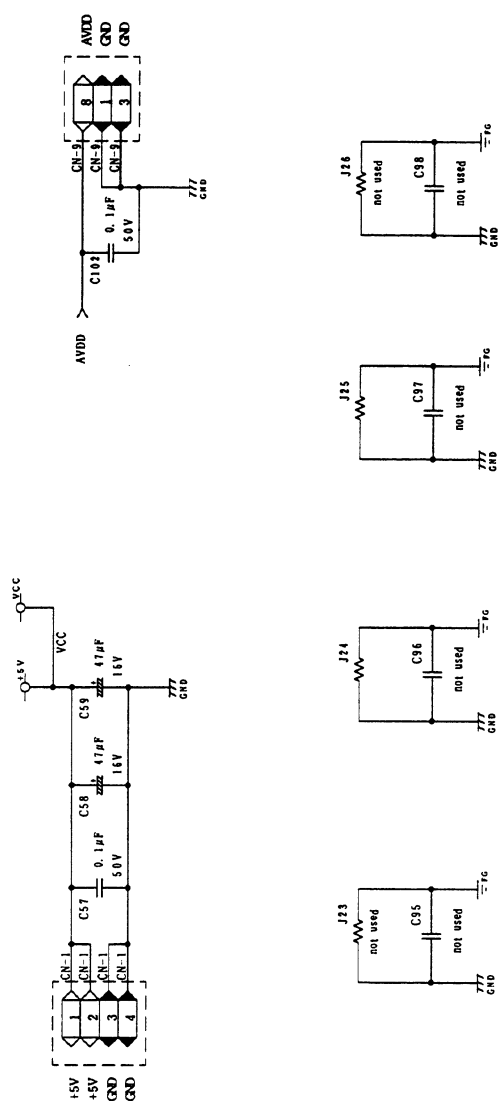 AVDD
GND
GND
8
1
3
CN-9
CN-9
CN-9
C102
0.1µF
50V
AVDD
GND
+5V
VCC
VCC
C59
47µF
16V
GND
C58
47µF
16V
C57
0.1µF
50V
CN-1
CN-1
CN-1
CN-1
1
2
3
4
+5V
+5V
GND
GND
J26
not used
C98
GND
FG
J25
C97
not used
GND
FG
J24
C96
not used
GND
FG
J23
not used
C95
not used
GND
FG